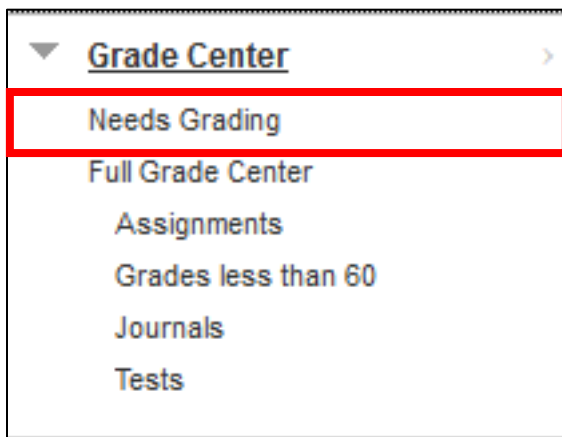 Grade Center
Needs Grading
Full Grade Center
Assignments
Grades less than 60
Journals
Tests